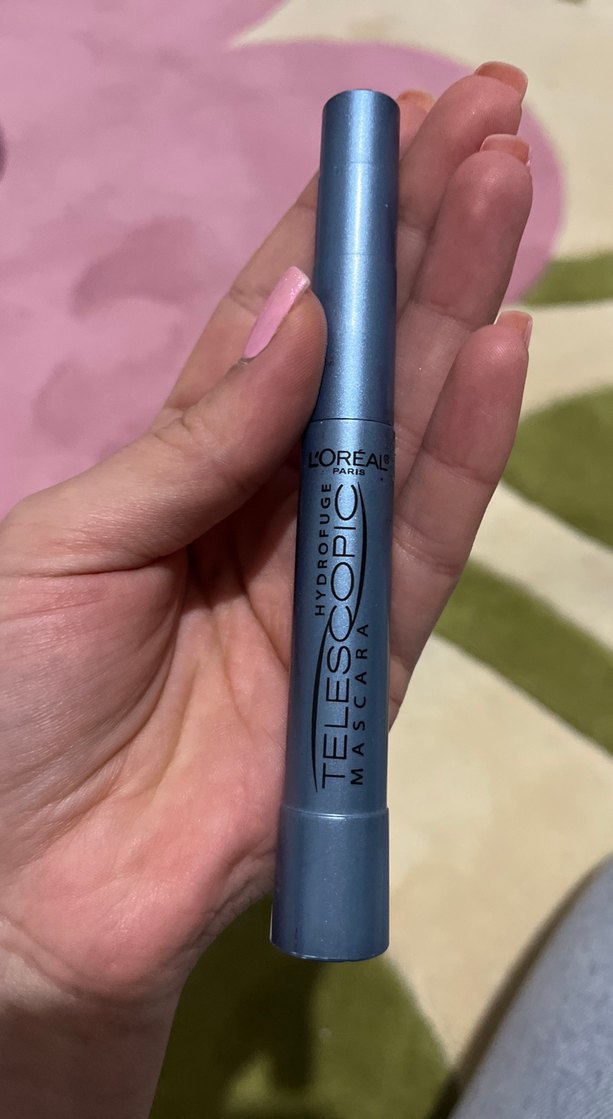 L'ORÉAL®
PARIS
HYDROFUGE
TELESCOPIC
MASCARA